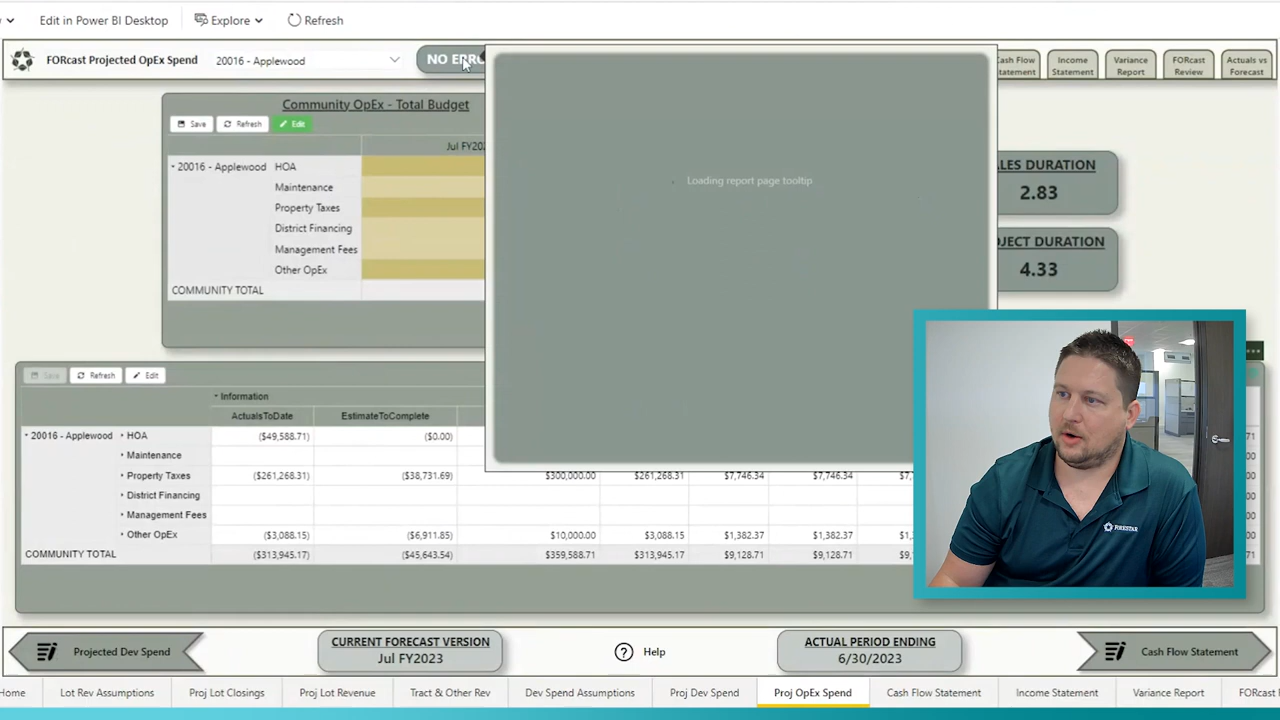 Edit in Power BI Desktop Explore Refresh
FORcast Projected OpEx Spend 20016 - Applewood
Cash Flow Statement
Income Statement
Variance Report
FORcast Review
Actuals vs Forecast
Community OpEx - Total Budget
Save Refresh Edit
20016 - Applewood HOA
Maintenance
Property Taxes
District Financing
Management Fees
Other OpEx
COMMUNITY TOTAL
Loading report page tooltip
DURATION
2.83
DURATION
4.33
Save Refresh Edit
Information
ActualsToDate EstimateToComplete
20016 - Applewood HOA ($49,588.71) ($0.00)
Maintenance
Property Taxes ($261,268.31) ($38,731.69) $300,000.00 $261,268.31 $7,746.34 $7,746.34
District Financing
Management Fees
Other OpEx ($3,088.15) ($6,911.85) $10,000.00 $3,088.15 $1,382.37 $1,382.37
COMMUNITY TOTAL ($313,945.17) ($45,643.54) $359,588.71 $313,945.17 $9,128.71 $9,128.71
FORESTAR
Projected Dev Spend
CURRENT FORECAST VERSION
Jul FY2023
Help
ACTUAL PERIOD ENDING
6/30/2023
Cash Flow Statement
Home Lot Rev Assumptions Proj Lot Closings Proj Lot Revenue Tract & Other Rev Dev Spend Assumptions Proj Dev Spend Proj OpEx Spend Cash Flow Statement Income Statement Variance Report FORcast